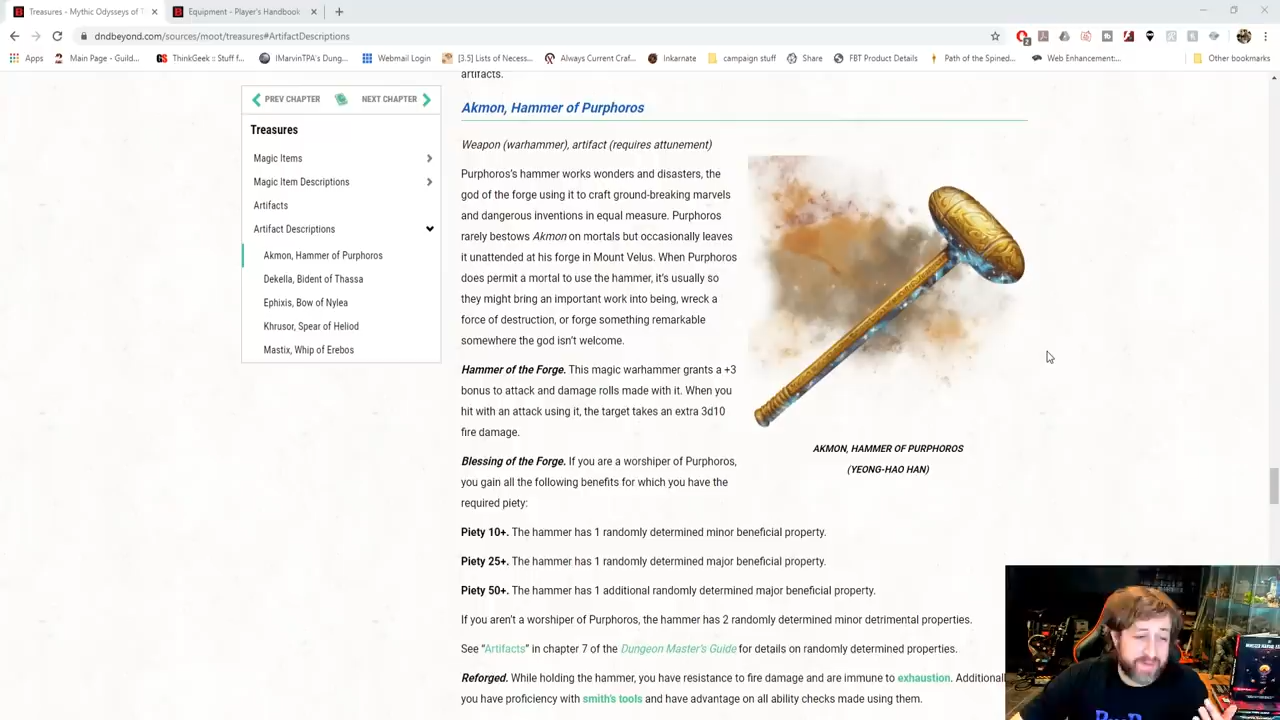 Treasures - Mythic Odysseys of T
Equipment - Player's Handbook
dndbeyond.com/sources/moot/treasures#ArtifactDescriptions
Apps
Main Page - Guild...
ThinkGeek :: Stuff f...
IMarvinTPA's Dung...
Webmail Login
[3.5] Lists of Necess...
Always Current Craf...
Inkarnate
campaign stuff
Share
FBT Product Details
Path of the Spined...
Web Enhancement:...
Other bookmarks
artifacts.
PREV CHAPTER
NEXT CHAPTER
Treasures
Magic Items
Magic Item Descriptions
Artifacts
Artifact Descriptions
Akmon, Hammer of Purphoros
Dekella, Bident of Thassa
Ephixis, Bow of Nylea
Khrusor, Spear of Heliod
Mastix, Whip of Erebos
Akmon, Hammer of Purphoros
Weapon (warhammer), artifact (requires attunement)
Purphoros's hammer works wonders and disasters, the
god of the forge using it to craft ground-breaking marvels
and dangerous inventions in equal measure. Purphoros
rarely bestows Akmon on mortals but occasionally leaves
it unattended at his forge in Mount Velus. When Purphoros
does permit a mortal to use the hammer, it's usually so
they might bring an important work into being, wreck a
force of destruction, or forge something remarkable
somewhere the god isn't welcome.
Hammer of the Forge. This magic warhammer grants a +3
bonus to attack and damage rolls made with it. When you
hit with an attack using it, the target takes an extra 3d10
fire damage.
AKMON, HAMMER OF PURPHOROS
(YEONG-HAO HAN)
Blessing of the Forge. If you are a worshiper of Purphoros,
you gain all the following benefits for which you have the
required piety:
Piety 10+. The hammer has 1 randomly determined minor beneficial property.
Piety 25+. The hammer has 1 randomly determined major beneficial property.
Piety 50+. The hammer has 1 additional randomly determined major beneficial property.
If you aren't a worshiper of Purphoros, the hammer has 2 randomly determined minor detrimental properties.
See "Artifacts" in chapter 7 of the Dungeon Master's Guide for details on randomly determined properties.
Reforged. While holding the hammer, you have resistance to fire damage and are immune to exhaustion. Additional
you have proficiency with smith's tools and have advantage on all ability checks made using them.